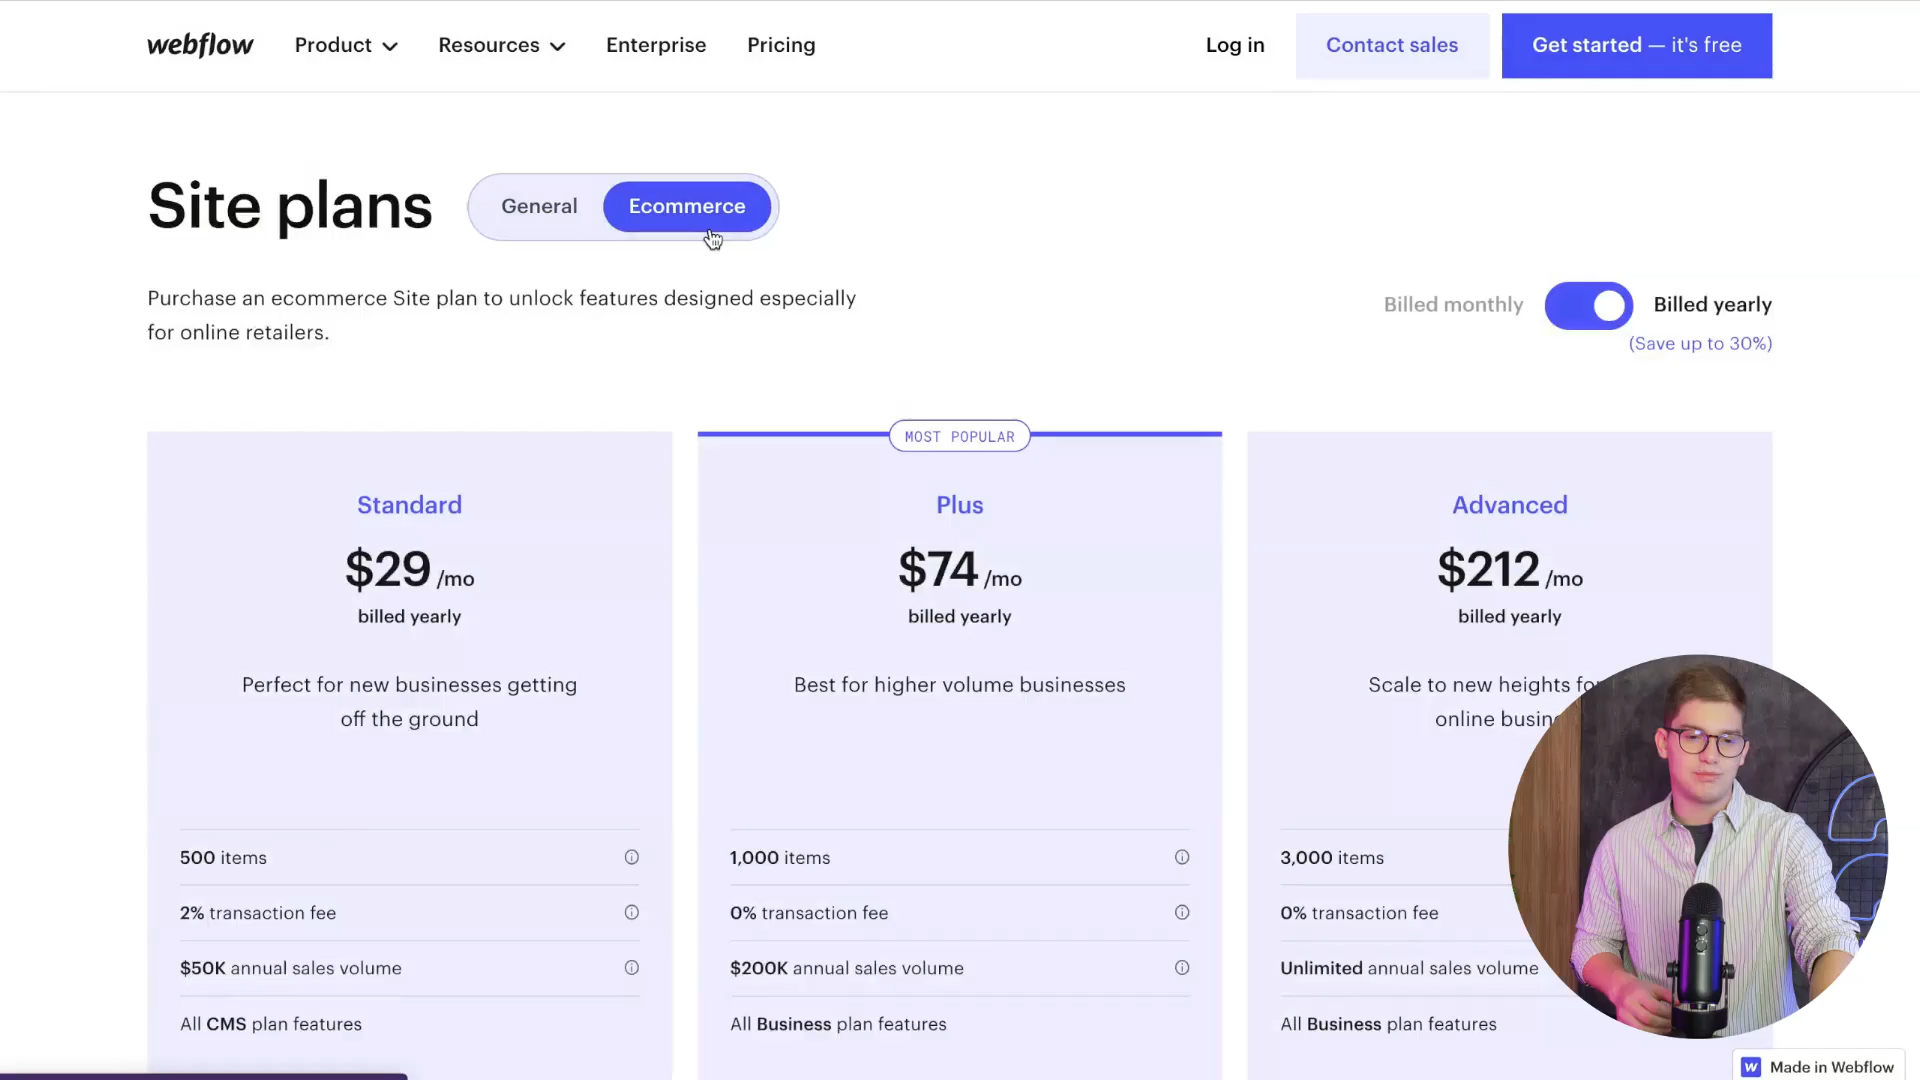 webflow
Product
Resources
Enterprise
Pricing
Log in
Contact sales
Get started — it's free
Site plans
General
Ecommerce
Purchase an ecommerce Site plan to unlock features designed especially
for online retailers.
Billed monthly
Billed yearly
(Save up to 30%)
Standard
$29 /mo
billed yearly
Perfect for new businesses getting
off the ground
500 items
2% transaction fee
$50K annual sales volume
All CMS plan features
MOST POPULAR
Plus
$74 /mo
billed yearly
Best for higher volume businesses
1,000 items
0% transaction fee
$200K annual sales volume
All Business plan features
Advanced
$212 /mo
billed yearly
Scale to new heights
online
3,000 items
0% transaction fee
Unlimited annual sales volume
All Business plan features
Made in Webflow